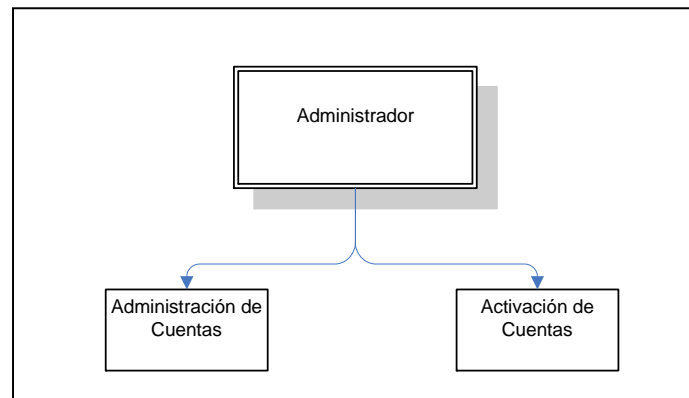 Administrador
Administración de
Cuentas
Activación de
Cuentas